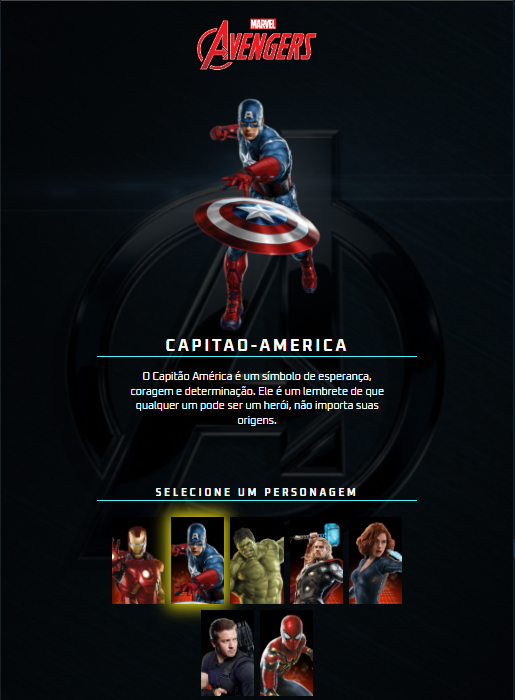 MARVEL
AVENGERS
CAPITAO-AMERICA
O Capitão América é um símbolo de esperança,
coragem e determinação. Ele é um lembrete de que
qualquer um pode ser um herói, não importa suas
origens.
SELECIONE UM PERSONAGEM